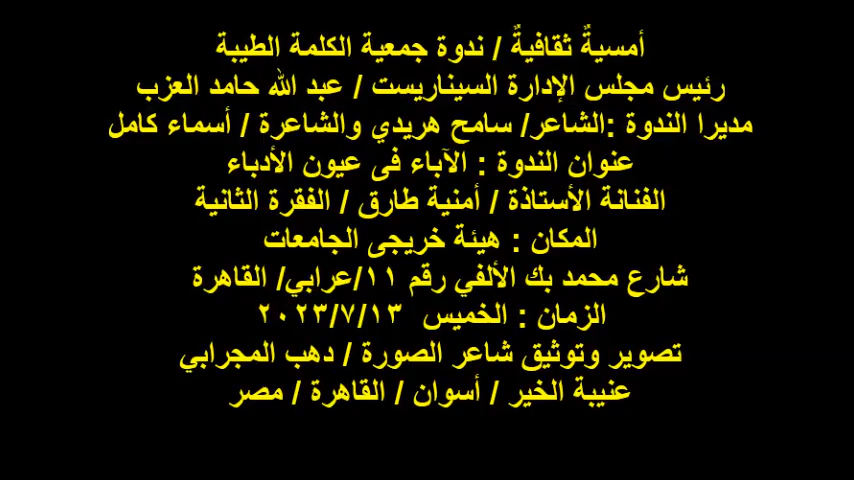 أمسيةٌ ثقافيةٌ / ندوة جمعية الكلمة الطيبة
رئيس مجلس الإدارة السيناريست / عبد الله حامد العزب
مديرا الندوة :الشاعر/ سامح هريدي والشاعرة / أسماء كامل
عنوان الندوة : الآباء فى عيون الأدباء
الفنانة الأستاذة / أمنية طارق / الفقرة الثانية
المكان : هيئة خريجى الجامعات
شارع محمد بك الألفي رقم ١١/عرابي/ القاهرة
الزمان : الخميس ٢٠٢٣/٧/١٣
تصوير وتوثيق شاعر الصورة / دهب المجرابي
عنيبة الخير / أسوان / القاهرة / مصر